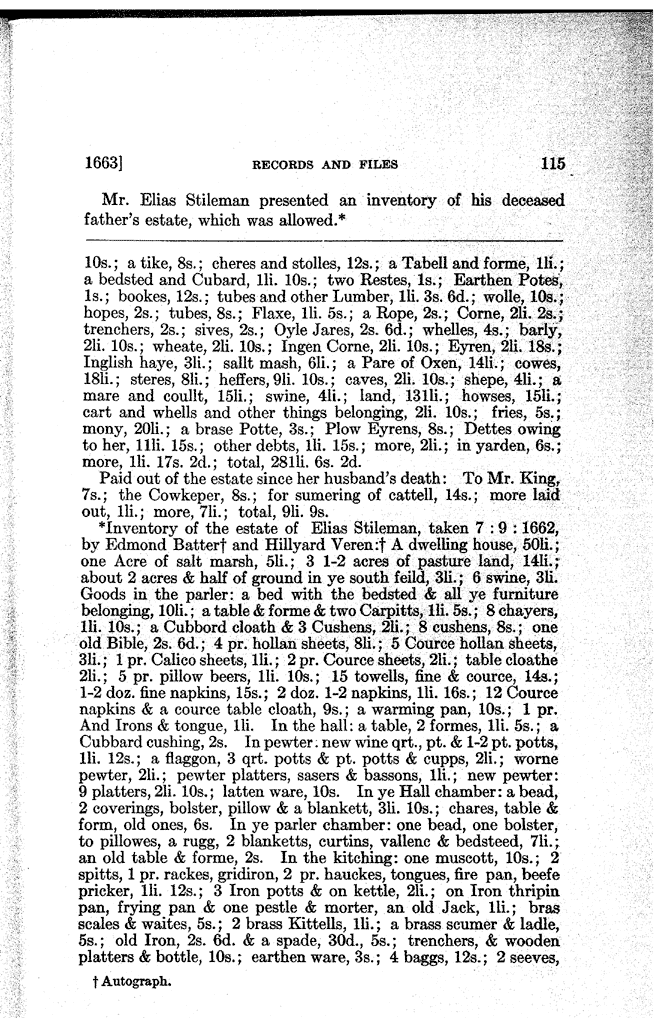 1663] RECORDS AND FILES 115
Mr. Elias Stileman presented an inventory of his deceased
father's estate, which was allowed.*
10s.; a tike, 8s.; cheres and stolles, 12s.; a Tabell and forme, 1li.;
a bedsted and Cubard, 1li. 10s.; two Restes, 1s.; Earthen Potes,
1s.; bookes, 12s.; tubes and other Lumber, 1li. 3s. 6d.; wolle, 10s.;
hopes, 2s.; tubes, 8s.; Flaxe, 1li. 5s.; a Rope, 2s.; Corne, 2li. 2s.;
trenchers, 2s.; sives, 2s.; Oyle Jares, 2s. 6d.; whelles, 4s.; barly,
2li. 10s.; wheate, 2li. 10s.; Ingen Corne, 2li. 10s.; Eyren, 2li. 18s.;
Inglish haye, 3li.; sallt mash, 6li.; a Pare of Oxen, 14li.; cowes,
18li.; steres, 8li.; heffers, 9li. 10s.; caves, 2li. 10s.; shepe, 4li.; a
mare and coullt, 15li.; swine, 4li.; land, 131li.; howses, 15li.;
cart and whells and other things belonging, 2li. 10s.; fries, 5s.;
mony, 20li.; a brase Potte, 3s.; Plow Eyrens, 8s.; Dettes owing
to her, 11li. 15s.; other debts, 1li. 15s.; more, 2li.; in yarden, 6s.;
more, 1li. 17s. 2d.; total, 281li. 6s. 2d.
Paid out of the estate since her husband's death: To Mr. King,
7s.; the Cowkeper, 8s.; for sumering of cattell, 14s.; more laid
out, 1li.; more, 7li.; total, 9li. 9s.
*Inventory of the estate of Elias Stileman, taken 7 : 9 : 1662,
by Edmond Batter† and Hillyard Veren:† A dwelling house, 50li.;
one Acre of salt marsh, 5li.; 3 1-2 acres of pasture land, 14li.;
about 2 acres & half of ground in ye south feild, 3li.; 6 swine, 3li.
Goods in the parler: a bed with the bedsted & all ye furniture
belonging, 10li.; a table & forme & two Carpitts, 1li. 5s.; 8 chayers,
1li. 10s.; a Cubbord cloath & 3 Cushens, 2li.; 8 cushens, 8s.; one
old Bible, 2s. 6d.; 4 pr. hollan sheets, 8li.; 5 Cource hollan sheets,
3li.; 1 pr. Calico sheets, 1li.; 2 pr. Cource sheets, 2li.; table cloathe
2li.; 5 pr. pillow beers, 1li. 10s.; 15 towells, fine & cource, 14s.;
1-2 doz. fine napkins, 15s.; 2 doz. 1-2 napkins, 1li. 16s.; 12 Cource
napkins & a cource table cloath, 9s.; a warming pan, 10s.; 1 pr.
And Irons & tongue, 1li. In the hall: a table, 2 formes, 1li. 5s.; a
Cubbard cushing, 2s. In pewter: new wine qrt., pt. & 1-2 pt. potts,
1li. 12s.; a flaggon, 3 qrt. potts & pt. potts & cupps, 2li.; worne
pewter, 2li.; pewter platters, sasers & bassons, 1li.; new pewter:
9 platters, 2li. 10s.; latten ware, 10s. In ye Hall chamber: a bead,
2 coverings, bolster, pillow & a blankett, 3li. 10s.; chares, table &
form, old ones, 6s. In ye parler chamber: one bead, one bolster,
to pillowes, a rugg, 2 blanketts, curtins, vallenc & bedsteed, 7li.;
an old table & forme, 2s. In the kitching: one muscott, 10s.; 2
spitts, 1 pr. rackes, gridiron, 2 pr. hauckes, tongues, fire pan, beefe
pricker, 1li. 12s.; 3 Iron potts & on kettle, 2li.; on Iron thripin
pan, frying pan & one pestle & morter, an old Jack, 1li.; bras
scales & waites, 5s.; 2 brass Kittells, 1li.; a brass scumer & ladle,
5s.; old Iron, 2s. 6d. & a spade, 30d., 5s.; trenchers, & wooden
platters & bottle, 10s.; earthen ware, 3s.; 4 baggs, 12s.; 2 seeves,
† Autograph.